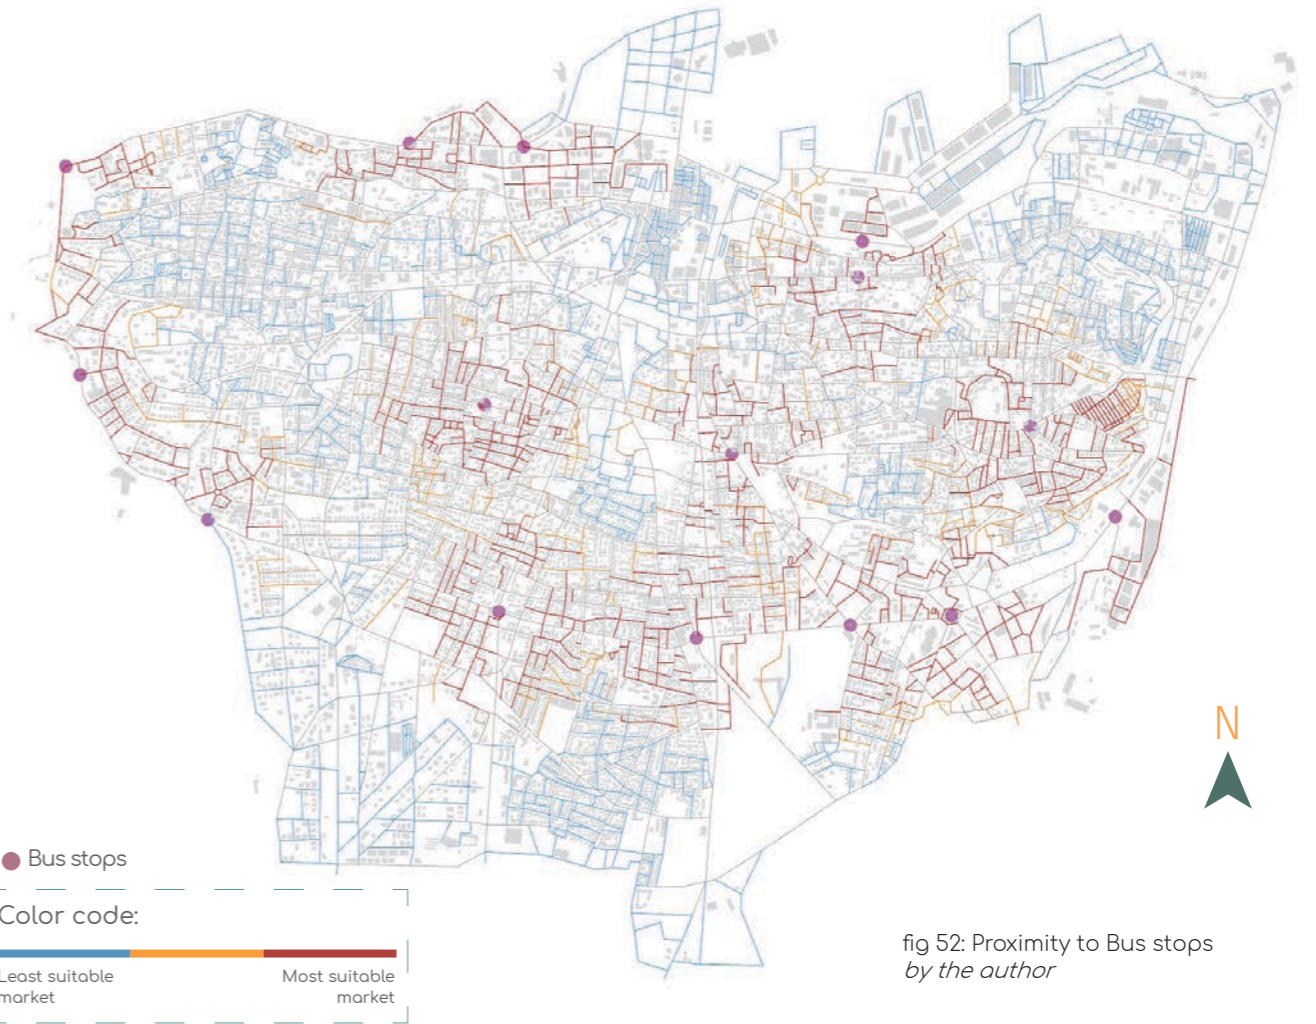 N
Bus stops
Color code:
Least suitable
market
Most suitable
market
fig 52: Proximity to Bus stops
by the author